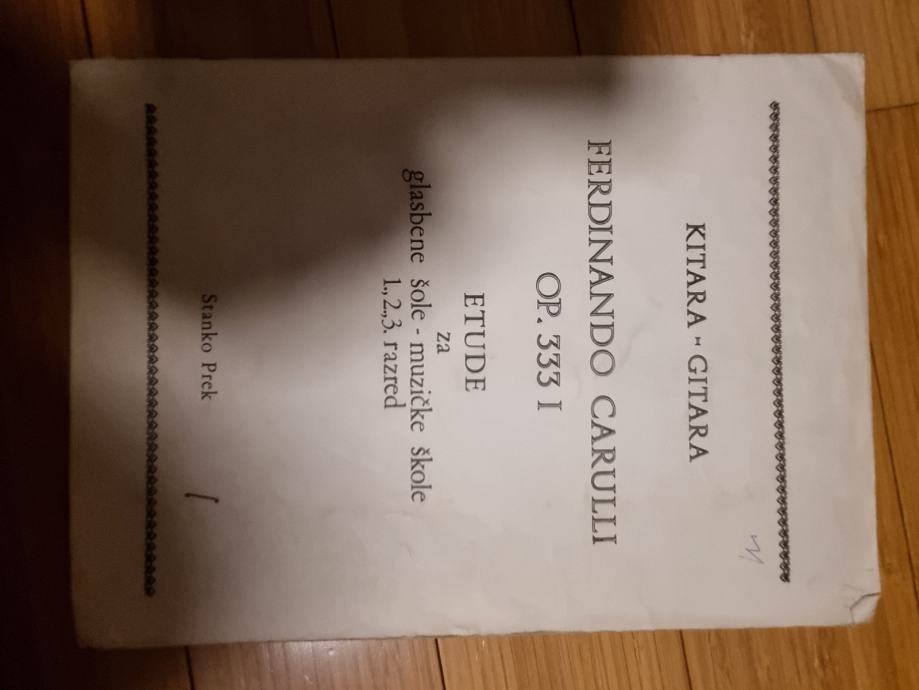 KITARA - GITARA
FERDINANDO CARULLI
OP. 333 I
ETUDE
za
glasbene šole - muzičke škole
1., 2., 3. razred
Stanko Prek